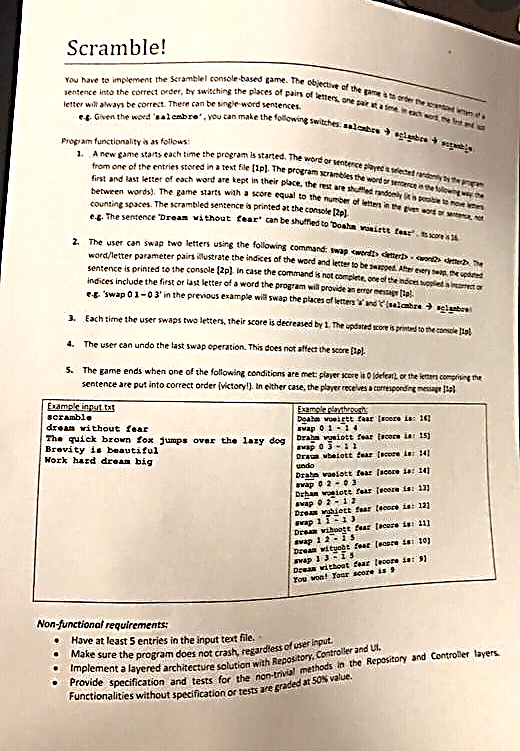 Scramble!
You have to implement the Scramble! console-based game. The objective of the game is to order the scrambled letters of a
sentence into the correct order, by switching the places of pairs of letters, one pair at a time. In each word, the first and last
letter will always be correct. There can be single-word sentences.
e.g. Given the word 'salcmbre', you can make the following switches: salcmbre → sclambre → scramble
Program functionality is as follows:
1. A new game starts each time the program is started. The word or sentence played is selected randomly by the program
from one of the entries stored in a text file [1p]. The program scrambles the word or sentence in the following way: the
first and last letter of each word are kept in their place, the rest are shuffled randomly (it is possible to move letters
between words). The game starts with a score equal to the number of letters in the given word or sentence, not
counting spaces. The scrambled sentence is printed at the console [2p].
e.g. The sentence 'Dream without fear' can be shuffled to 'Doahm wueirtt fear'. Its score is 16.
2. The user can swap two letters using the following command: swap <word1> <letter1> - <word2> <letter2>. The
word/letter parameter pairs illustrate the indices of the word and letter to be swapped. After every swap, the updated
sentence is printed to the console [2p]. In case the command is not complete, one of the indices supplied is incorrect or
indices include the first or last letter of a word the program will provide an error message [1p].
e.g. 'swap 0 1 – 0 3' in the previous example will swap the places of letters 'a' and 'c' (salcmbre → sclambre)
3. Each time the user swaps two letters, their score is decreased by 1. The updated score is printed to the console [1p].
4. The user can undo the last swap operation. This does not affect the score [1p].
5. The game ends when one of the following conditions are met: player score is 0 (defeat), or the letters comprising the
sentence are put into correct order (victory!). In either case, the player receives a corresponding message [1p].
Example input.txt
scramble
dream without fear
The quick brown fox jumps over the lazy dog
Brevity is beautiful
Work hard dream big
Example playthrough:
Doahm wueirtt fear [score is: 16]
swap 0 1 - 1 4
Drahm wueiott fear [score is: 15]
swap 0 3 - 1 1
Draum wheiott fear [score is: 14]
undo
Drahm wueiott fear [score is: 14]
swap 0 2 - 0 3
Drham wueiott fear [score is: 13]
swap 0 2 - 1 2
Dream wuhiott fear [score is: 12]
swap 1 1 - 1 3
Dream wihuott fear [score is: 11]
swap 1 2 - 1 5
Dream wituoht fear [score is: 10]
swap 1 3 - 1 5
Dream without fear [score is: 9]
You won! Your score is 9
Non-functional requirements:
• Have at least 5 entries in the input text file.
• Make sure the program does not crash, regardless of user input.
• Implement a layered architecture solution with Repository, Controller and UI.
• Provide specification and tests for the non-trivial methods in the Repository and Controller layers.
Functionalities without specification or tests are graded at 50% value.